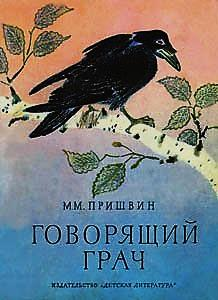 М.М. ПРИШВИН
ГОВОРЯЩИЙ
ГРАЧ
ИЗДАТЕЛЬСТВО „ДЕТСКАЯ ЛИТЕРАТУРА"